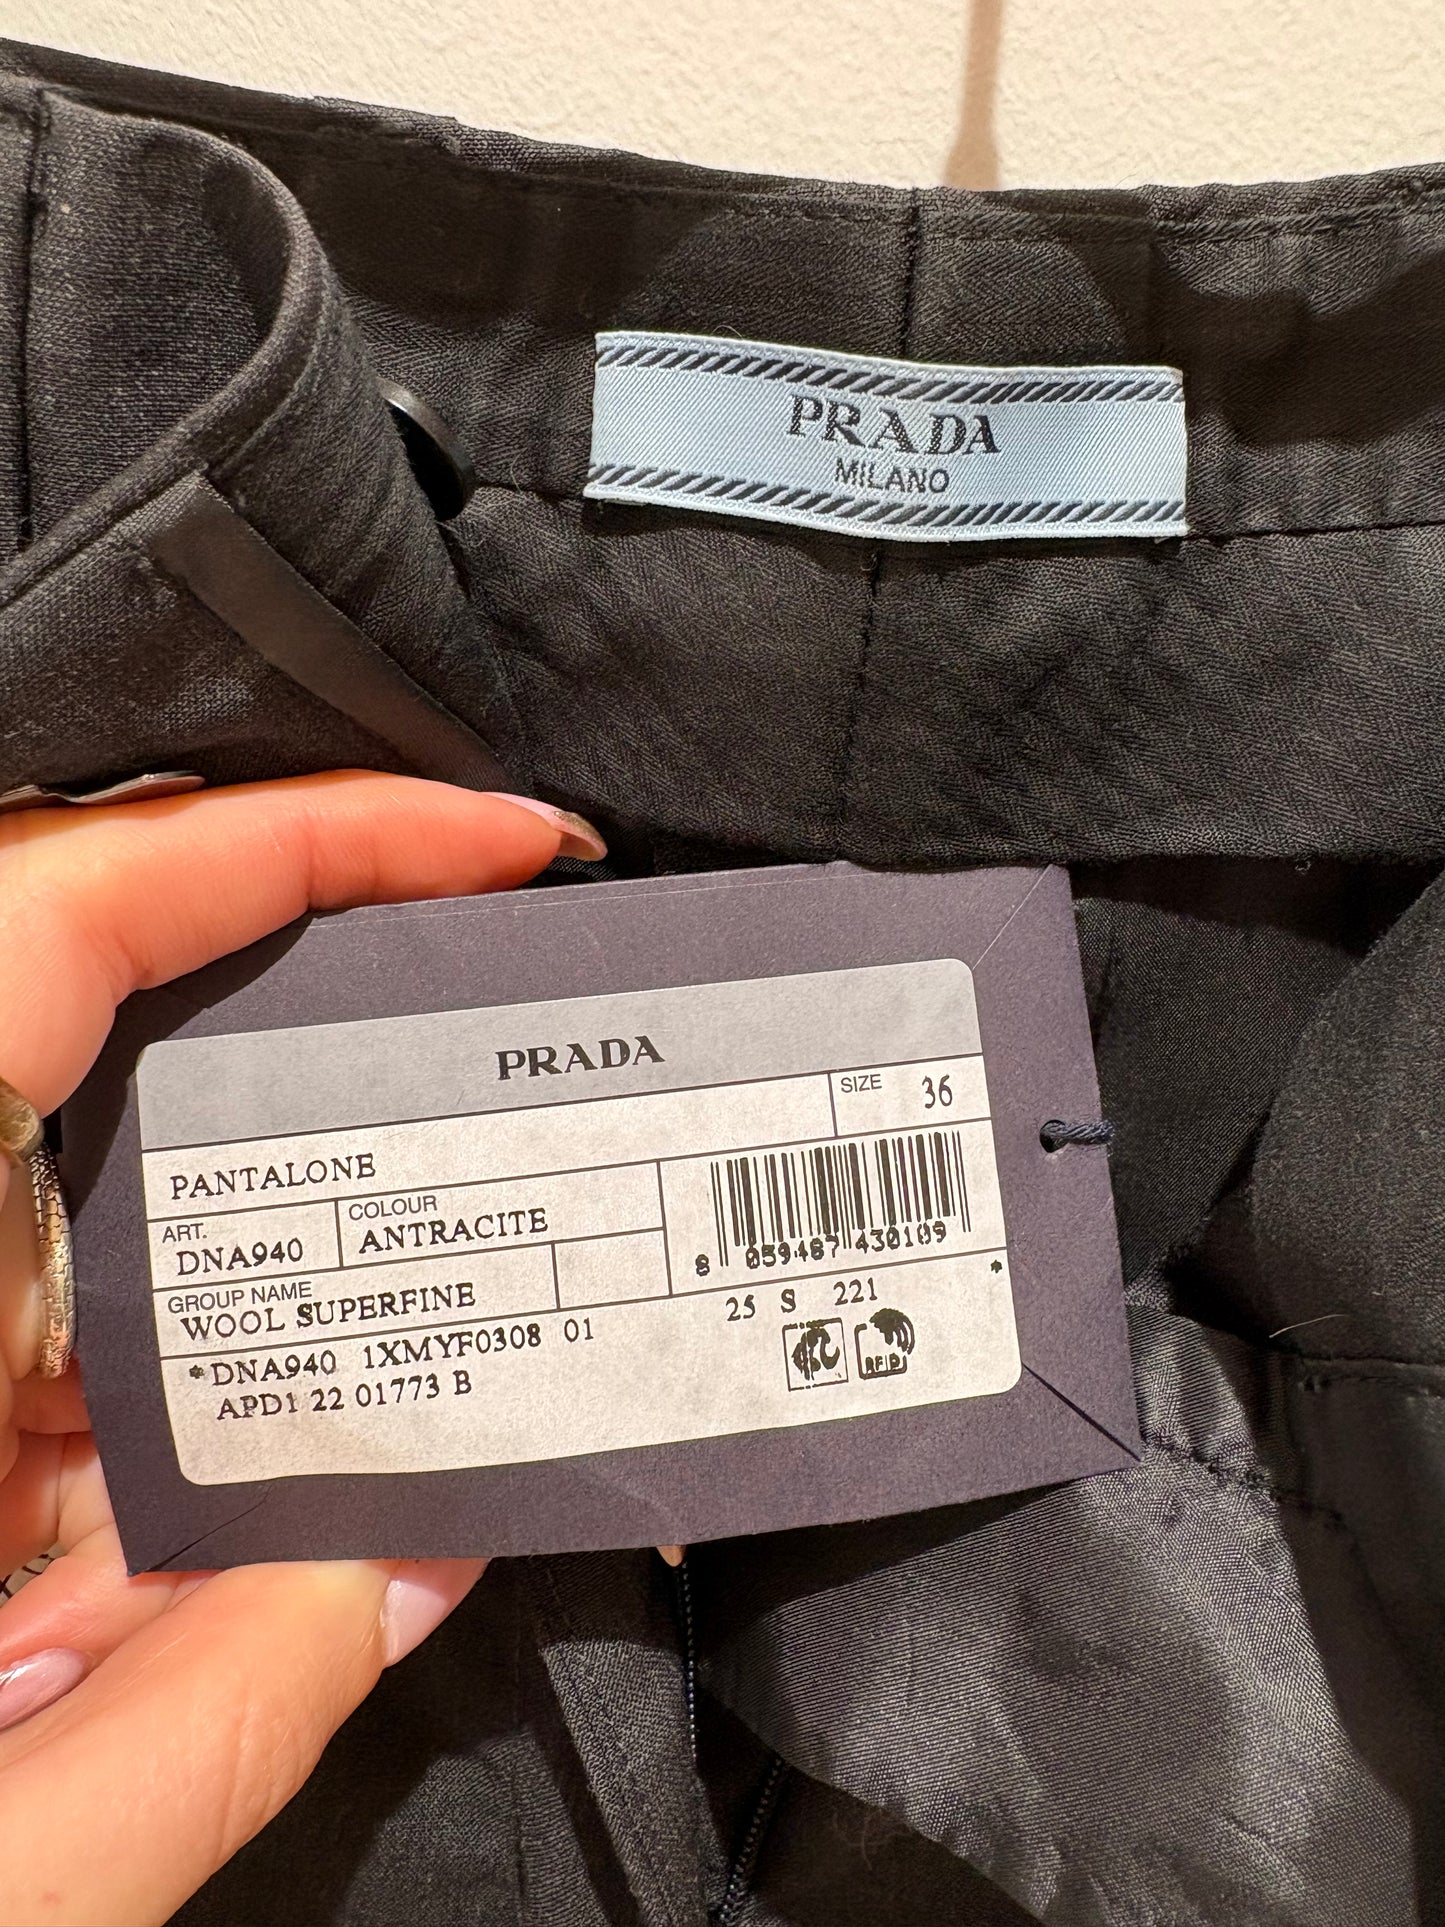 PRADA
MILANO
PRADA
SIZE 36
PANTALONE
ART. COLOUR
DNA940 ANTRACITE
8 059487 430109
GROUP NAME
WOOL SUPERFINE
25 S 221 *
*DNA940 1XMYF0308 01
APD1 22 01773 B
RFID